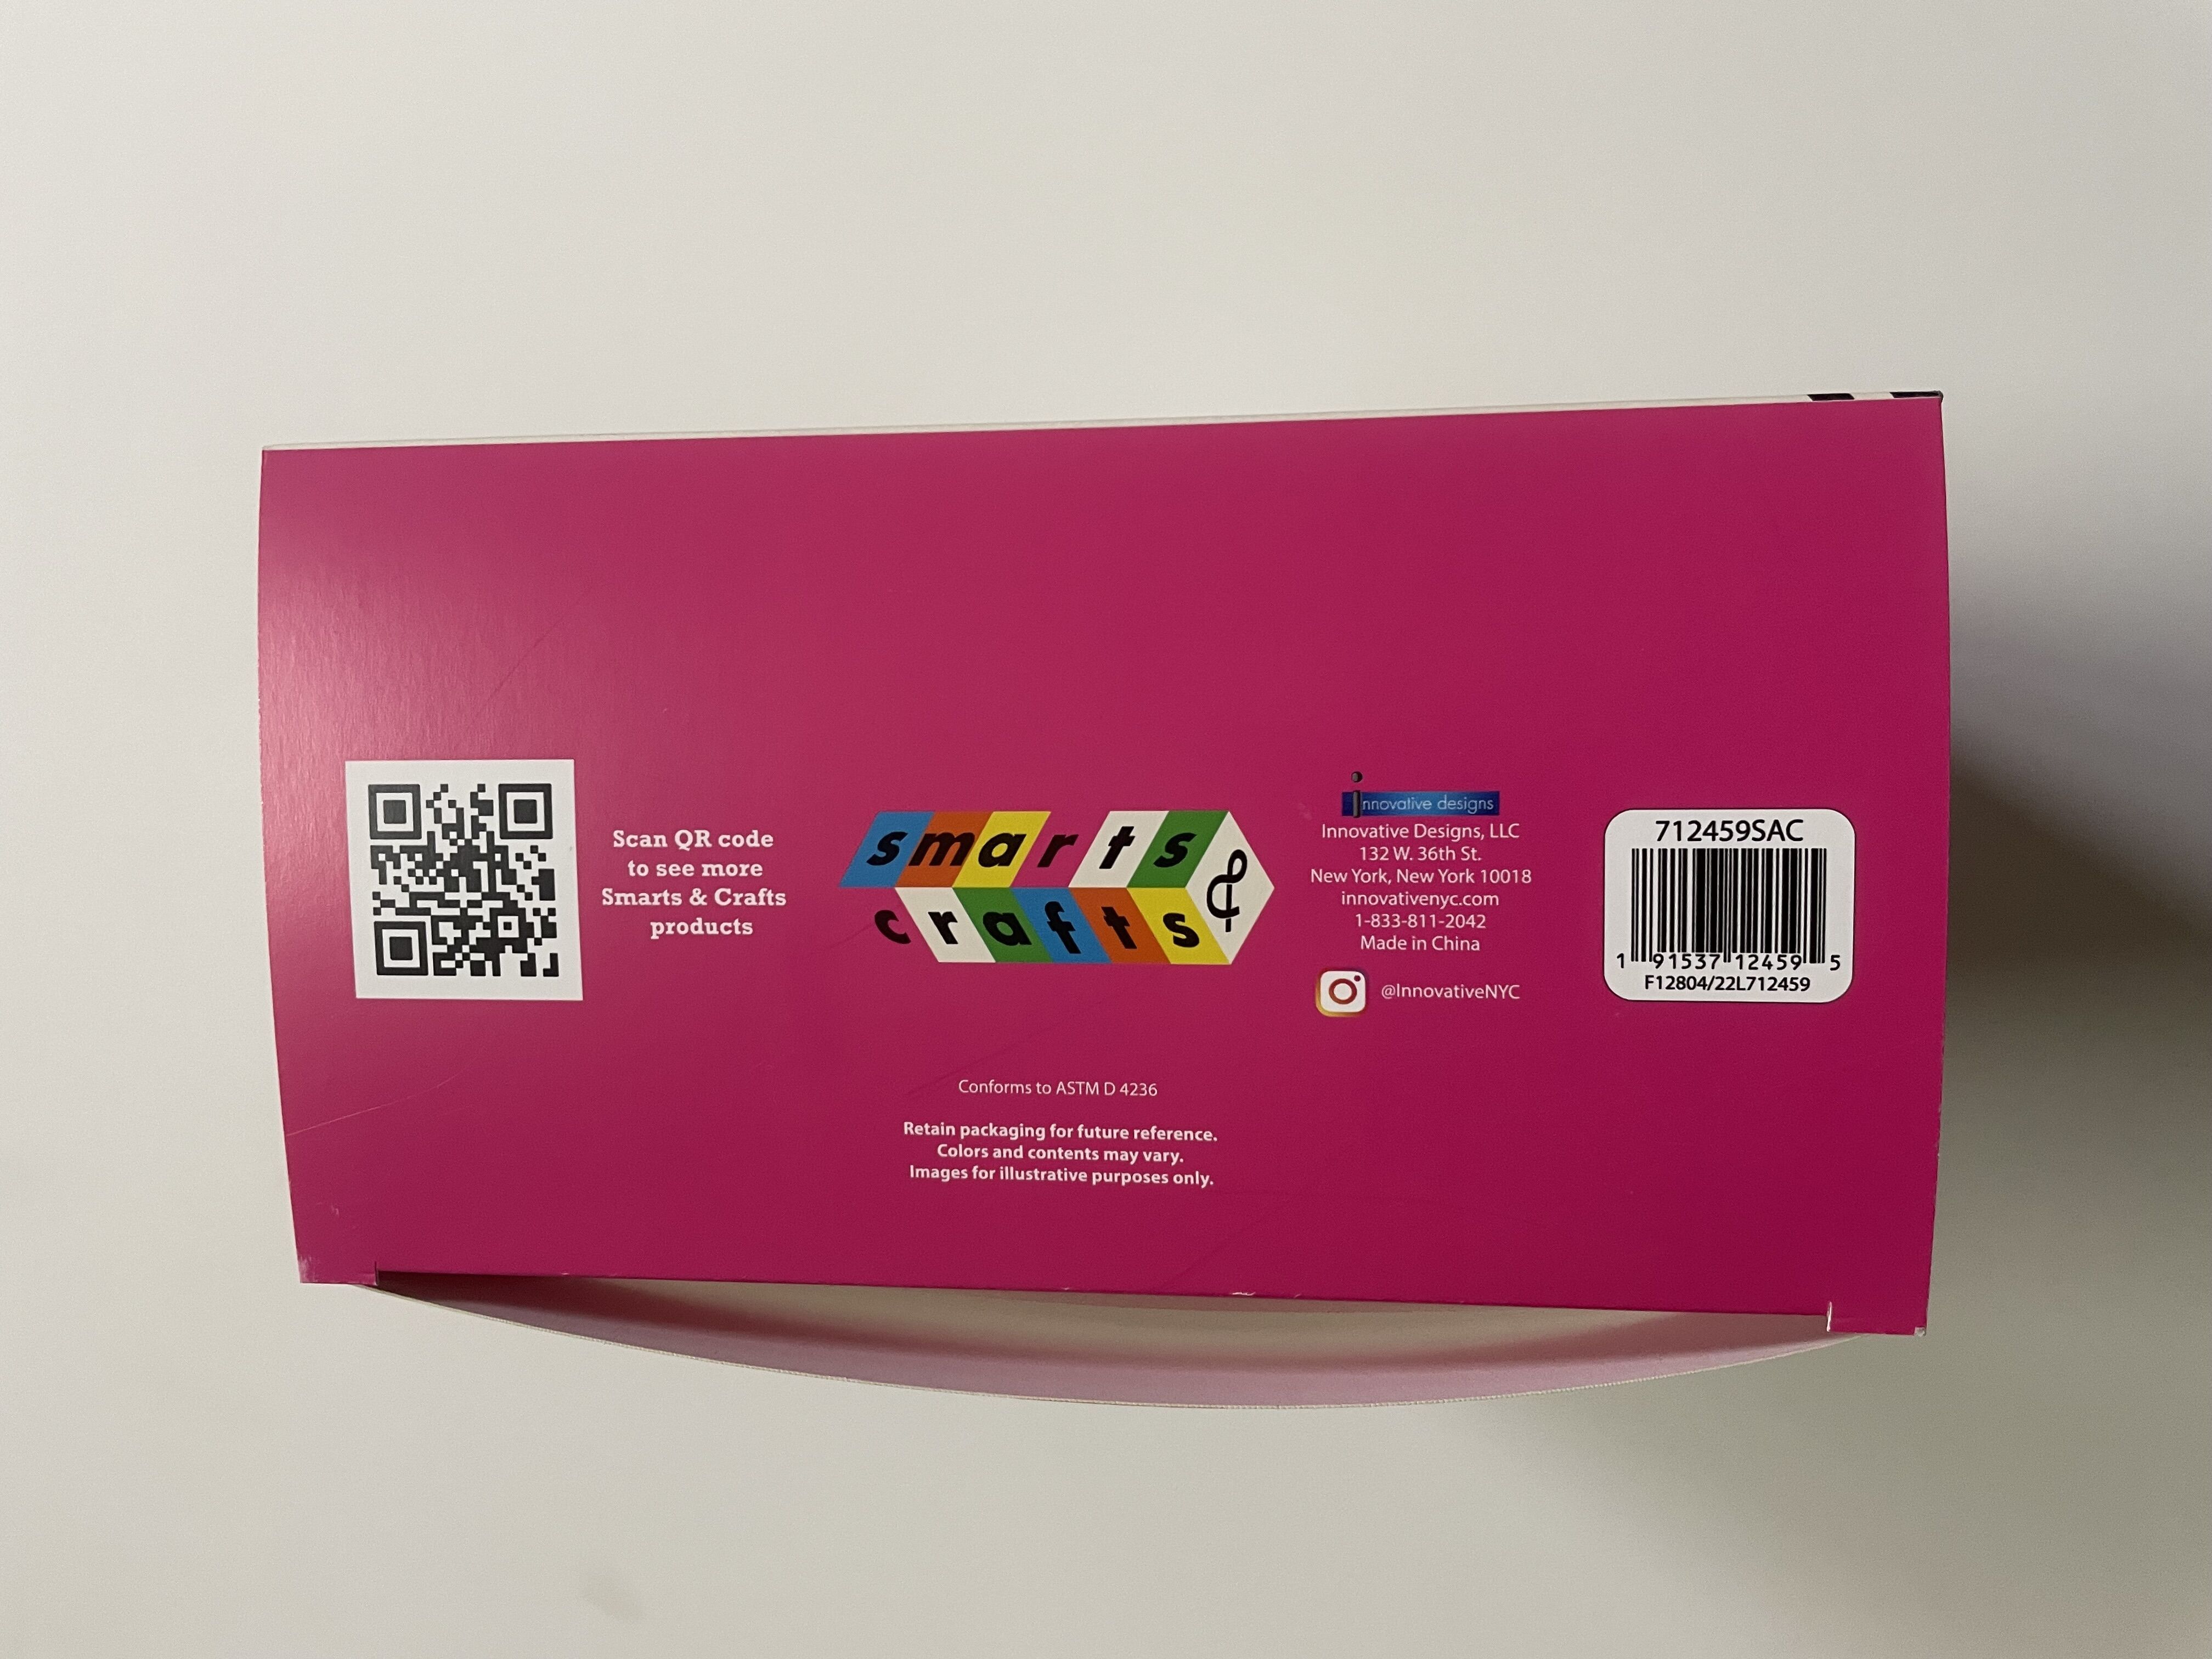 Scan QR code
to see more
Smarts & Crafts
products
smarts
&
crafts
innovative designs
Innovative Designs, LLC
132 W. 36th St.
New York, New York 10018
innovativenyc.com
1-833-811-2042
Made in China
@InnovativeNYC
712459SAC
1 91537 12459 5
F12804/22L712459
Conforms to ASTM D 4236
Retain packaging for future reference.
Colors and contents may vary.
Images for illustrative purposes only.